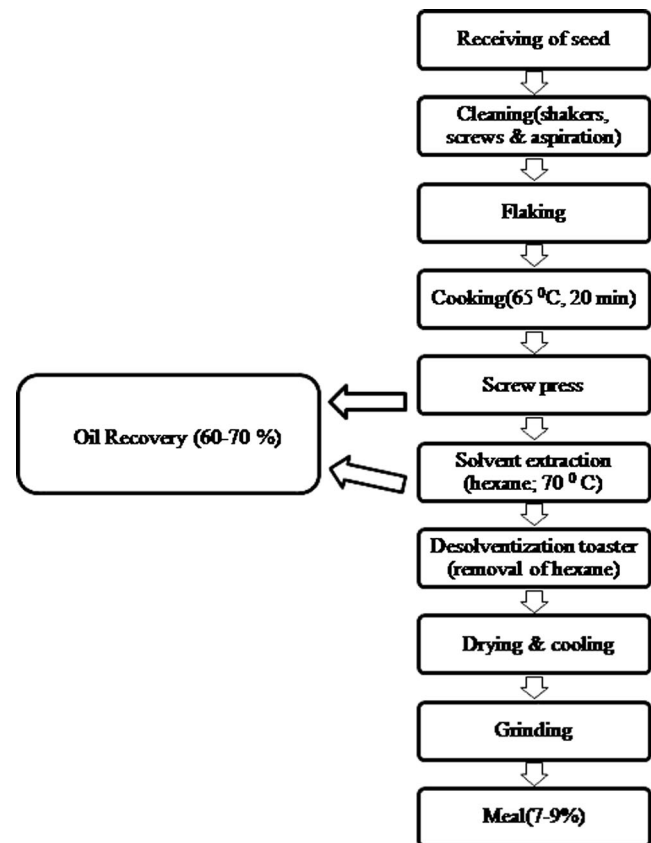 Receiving of seed
Cleaning(shakers,
screws & aspiration)
Flaking
Cooking(65 ⁰C, 20 min)
Screw press
Oil Recovery (60-70 %)
Solvent extraction
(hexane; 70 ⁰ C)
Desolventization toaster
(removal of hexane)
Drying & cooling
Grinding
Meal(7-9%)